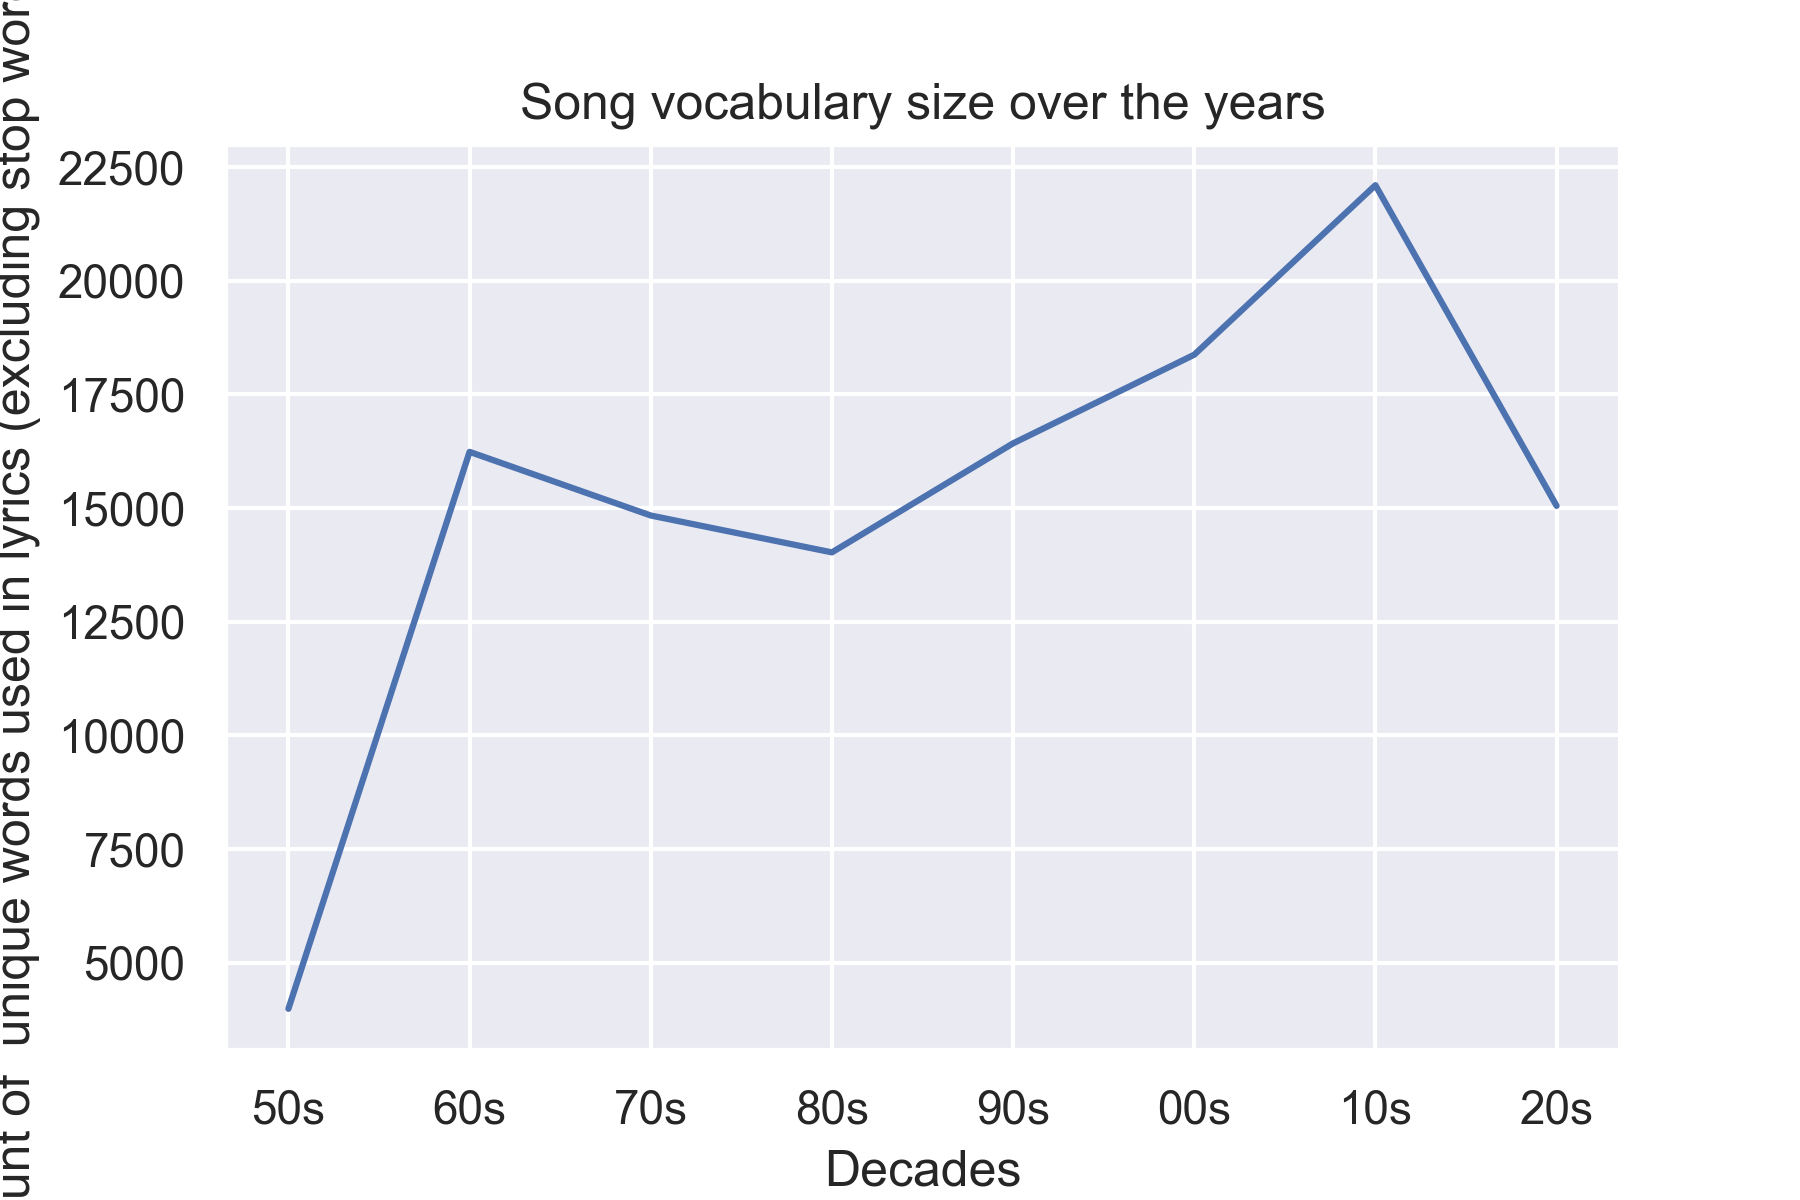 Song vocabulary size over the years
unique words used in lyrics (excluding stop
22500
20000
17500
15000
12500
10000
7500
5000
50s 60s 70s 80s 90s 00s 10s 20s
Decades